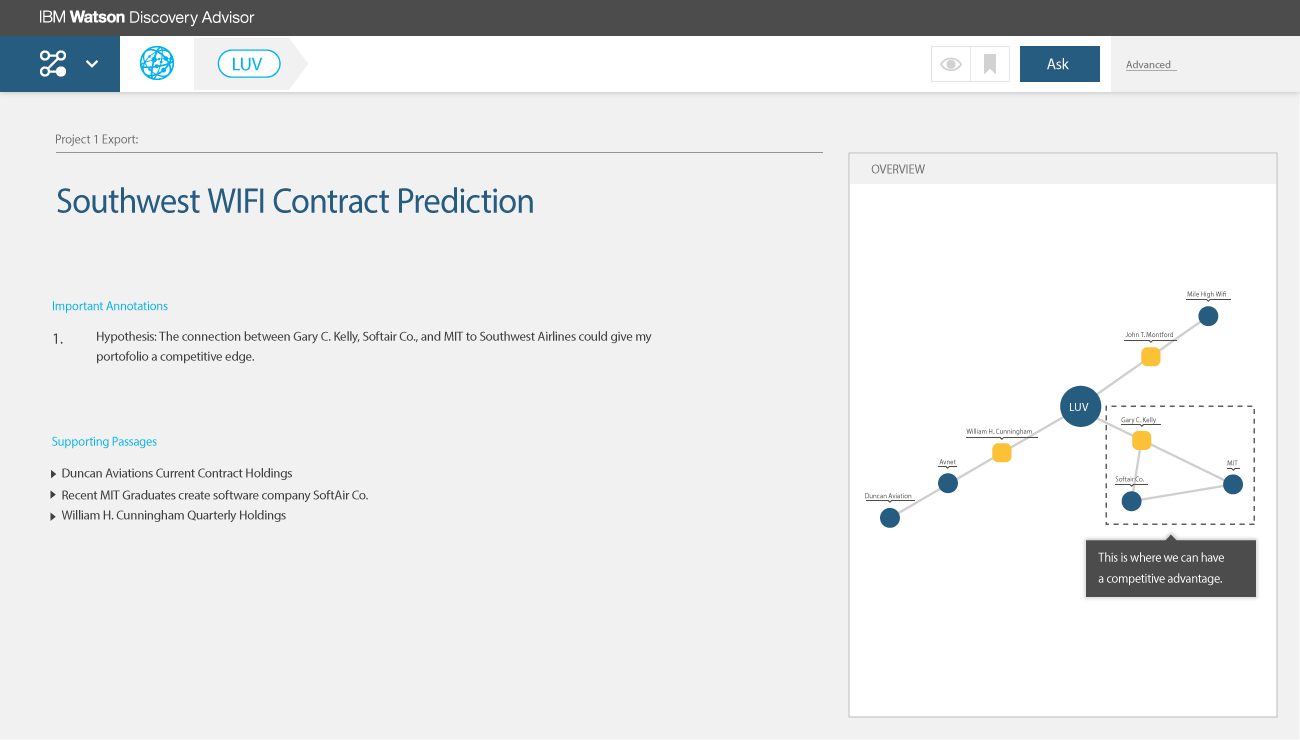 IBM Watson Discovery Advisor
LUV
Ask
Advanced
Project 1 Export:
Southwest WIFI Contract Prediction
Important Annotations
1. Hypothesis: The connection between Gary C. Kelly, Softair Co., and MIT to Southwest Airlines could give my
portofolio a competitive edge.
Supporting Passages
Duncan Aviations Current Contract Holdings
Recent MIT Graduates create software company SoftAir Co.
William H. Cunningham Quarterly Holdings
OVERVIEW
Mile High Wifi
John T. Montford
LUV
Gary C. Kelly
William H. Cunningham
Avnet
MIT
Softair Co.
Duncan Aviation
This is where we can have
a competitive advantage.